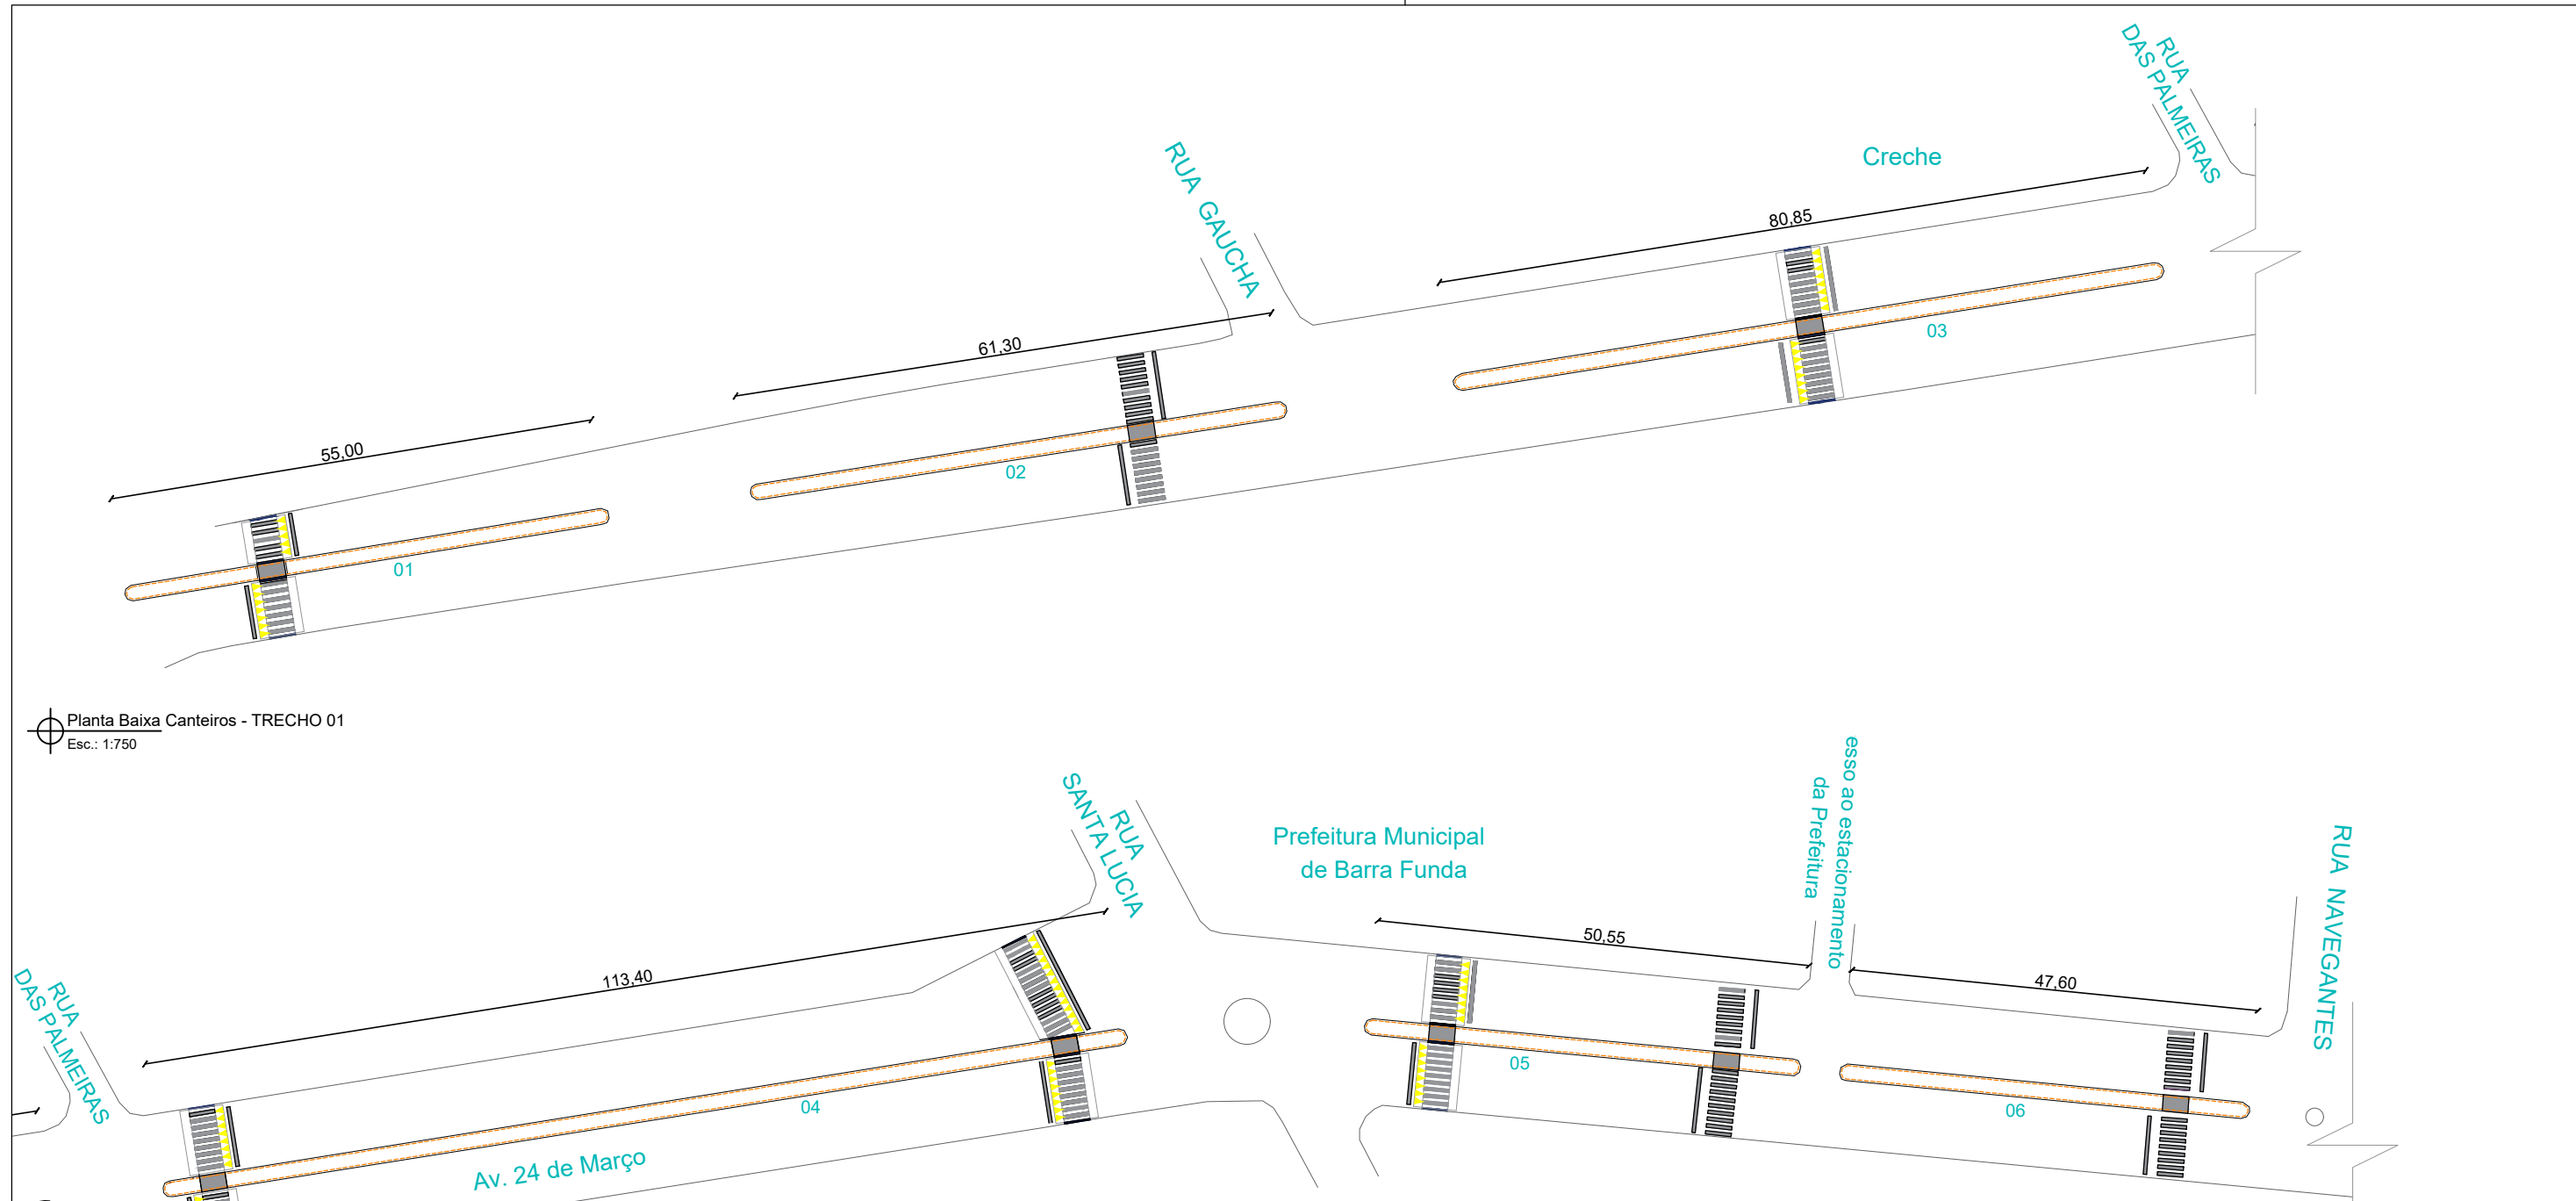 RUA
DAS PALMEIRAS
Creche
RUA GAUCHA
80,85
03
61,30
02
55,00
01
Planta Baixa Canteiros - TRECHO 01
Esc.: 1:750
RUA
SANTA LUCIA
Prefeitura Municipal
de Barra Funda
esso ao estacionamento
da Prefeitura
RUA NAVEGANTES
50,55
47,60
113,40
RUA
DAS PALMEIRAS
04
05
06
Av. 24 de Março